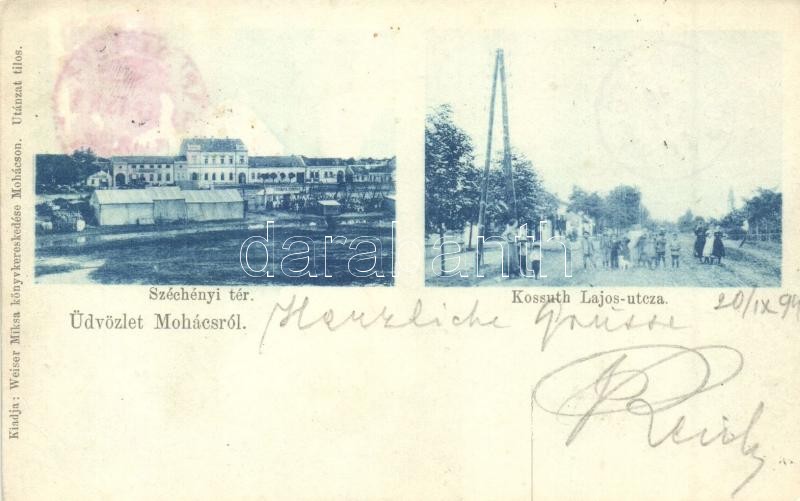 Kiadja: Weiser Miksa könyvkereskedése Mohácson. Utánzat tilos.
darabanth
Széchényi tér.
Kossuth Lajos-utcza.
Üdvözlet Mohácsról.
Herzliche Grüsse
20/IX 99